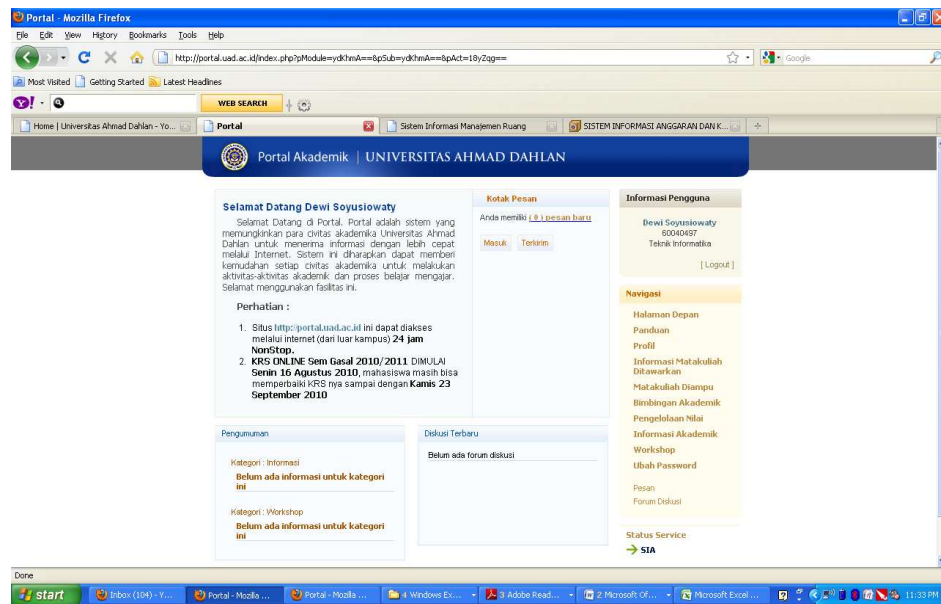 Portal - Mozilla Firefox
File Edit View History Bookmarks Tools Help
http://portal.uad.ac.id/index.php?pModule=ydKhmA==&pSub=ydKhmA==&pAct=18yZqg==
Google
Most Visited Getting Started Latest Headlines
WEB SEARCH
Home | Universitas Ahmad Dahlan - Yo...
Portal
Sistem Informasi Manajemen Ruang
SISTEM INFORMASI ANGGARAN DAN K...
Portal Akademik | UNIVERSITAS AHMAD DAHLAN
Selamat Datang Dewi Soyusiowaty
Selamat Datang di Portal. Portal adalah sistem yang
memungkinkan para civitas akademika Universitas Ahmad
Dahlan untuk menerima informasi dengan lebih cepat
melalui Internet. Sistem ini diharapkan dapat memberi
kemudahan setiap civitas akademika untuk melakukan
aktivitas-aktivitas akademik dan proses belajar mengajar.
Selamat menggunakan fasilitas ini.
Perhatian :
1. Situs http://portal.uad.ac.id ini dapat diakses
melalui internet (dari luar kampus) 24 jam
NonStop.
2. KRS ONLINE Sem Gasal 2010/2011 DIMULAI
Senin 16 Agustus 2010, mahasiswa masih bisa
memperbaiki KRS nya sampai dengan Kamis 23
September 2010
Kotak Pesan
Anda memiliki ( 0 ) pesan baru
Masuk Terkirim
Informasi Pengguna
Dewi Soyusiowaty
60040497
Teknik Informatika
[ Logout ]
Navigasi
Halaman Depan
Panduan
Profil
Informasi Matakuliah
Ditawarkan
Matakuliah Diampu
Bimbingan Akademik
Pengelolaan Nilai
Informasi Akademik
Workshop
Ubah Password
Pesan
Forum Diskusi
Status Service
SIA
Pengumuman
Kategori : Informasi
Belum ada informasi untuk kategori
ini
Kategori : Workshop
Belum ada informasi untuk kategori
ini
Diskusi Terbaru
Belum ada forum diskusi
Done
start
Inbox (104) - Y...
Portal - Mozilla ...
Portal - Mozilla ...
4 Windows Ex...
3 Adobe Read...
2 Microsoft Of...
Microsoft Excel ...
11:33 PM